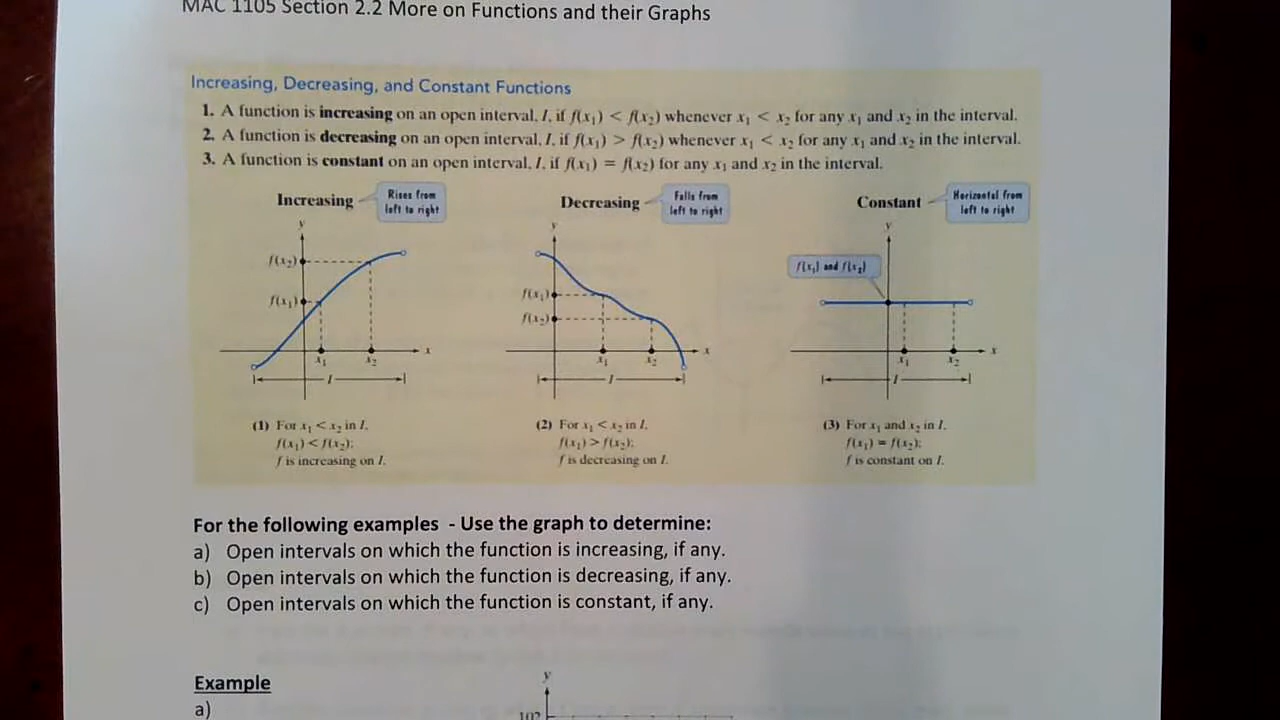 MAC 1105 Section 2.2 More on Functions and their Graphs
Increasing, Decreasing, and Constant Functions
1. A function is increasing on an open interval, I, if f(x₁) < f(x₂) whenever x₁ < x₂ for any x₁ and x₂ in the interval.
2. A function is decreasing on an open interval, I, if f(x₁) > f(x₂) whenever x₁ < x₂ for any x₁ and x₂ in the interval.
3. A function is constant on an open interval, I, if f(x₁) = f(x₂) for any x₁ and x₂ in the interval.
Increasing
Rises from
left to right
y
f(x₂)
f(x₁)
x₁
x₂
x
I
(1) For x₁ < x₂ in I,
f(x₁) < f(x₂);
f is increasing on I.
Decreasing
Falls from
left to right
y
f(x₁)
f(x₂)
x₁
x₂
x
I
(2) For x₁ < x₂ in I,
f(x₁) > f(x₂);
f is decreasing on I.
Constant
Horizontal from
left to right
y
f(x₁) and f(x₂)
x₁
x₂
x
I
(3) For x₁ and x₂ in I,
f(x₁) = f(x₂);
f is constant on I.
For the following examples - Use the graph to determine:
a) Open intervals on which the function is increasing, if any.
b) Open intervals on which the function is decreasing, if any.
c) Open intervals on which the function is constant, if any.
Example
a)
y